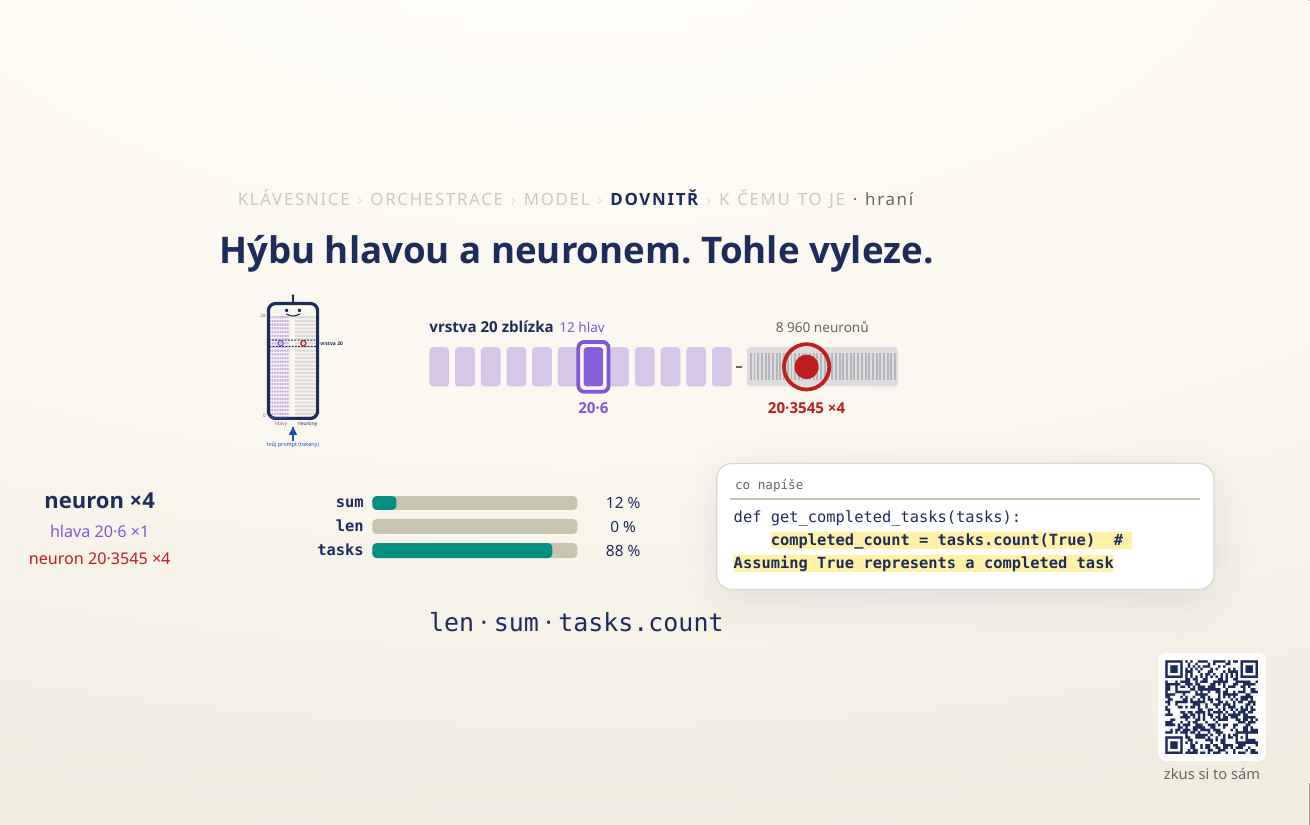 KLÁVESNICE › ORCHESTRACE › MODEL › DOVNITŘ › K ČEMU TO JE · hraní
Hýbu hlavou a neuronem. Tohle vyleze.
28
vrstva 20
0
hlavy neurony
tvůj prompt (tokeny)
vrstva 20 zblízka 12 hlav
8 960 neuronů
20·6
20·3545 ×4
neuron ×4
hlava 20·6 ×1
neuron 20·3545 ×4
sum 12 %
len 0 %
tasks 88 %
co napíše
def get_completed_tasks(tasks):
    completed_count = tasks.count(True)  #
Assuming True represents a completed task
len · sum · tasks.count
zkus si to sám